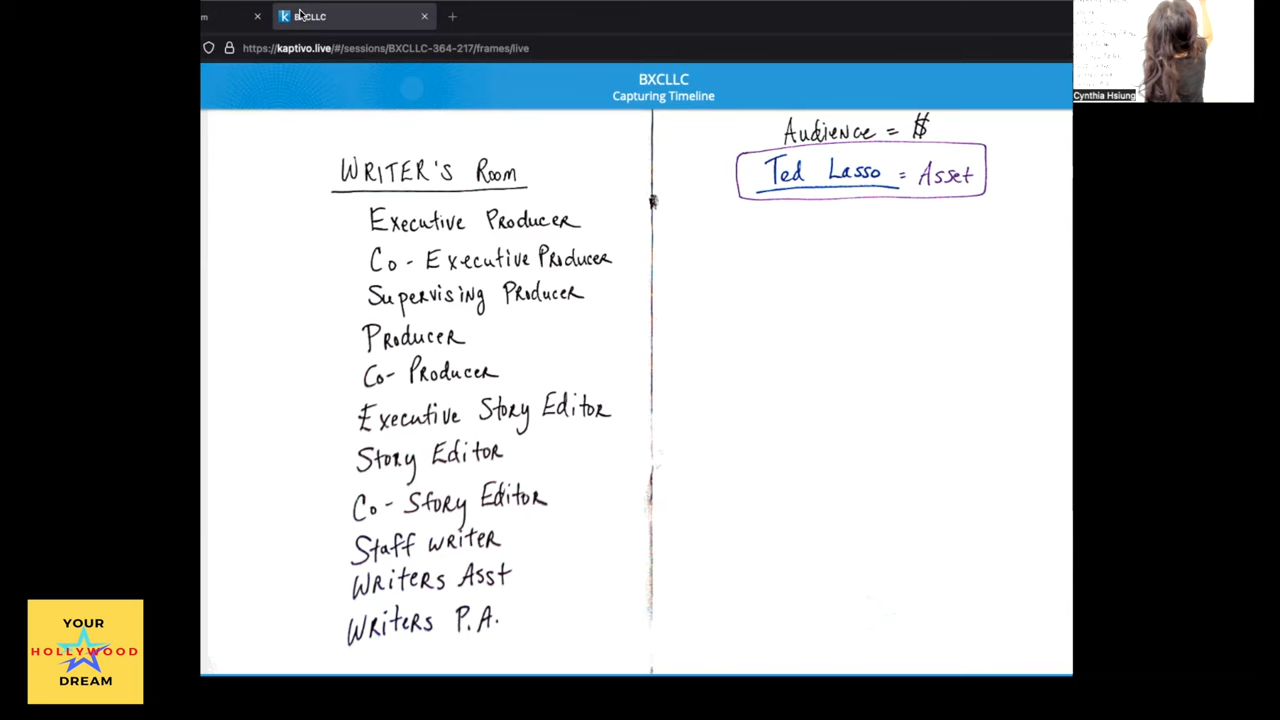 m
BXCLLC
https://kaptivo.live/#/sessions/BXCLLC-364-217/frames/live
BXCLLC
Capturing Timeline
Cynthia Hsiung
WRITER'S Room
Executive Producer
Co-Executive Producer
Supervising Producer
Producer
Co-Producer
Executive Story Editor
Story Editor
Co-Story Editor
Staff writer
Writers Asst
Writers P.A.
Audience = $
Ted Lasso = Asset
YOUR
HOLLYWOOD
DREAM